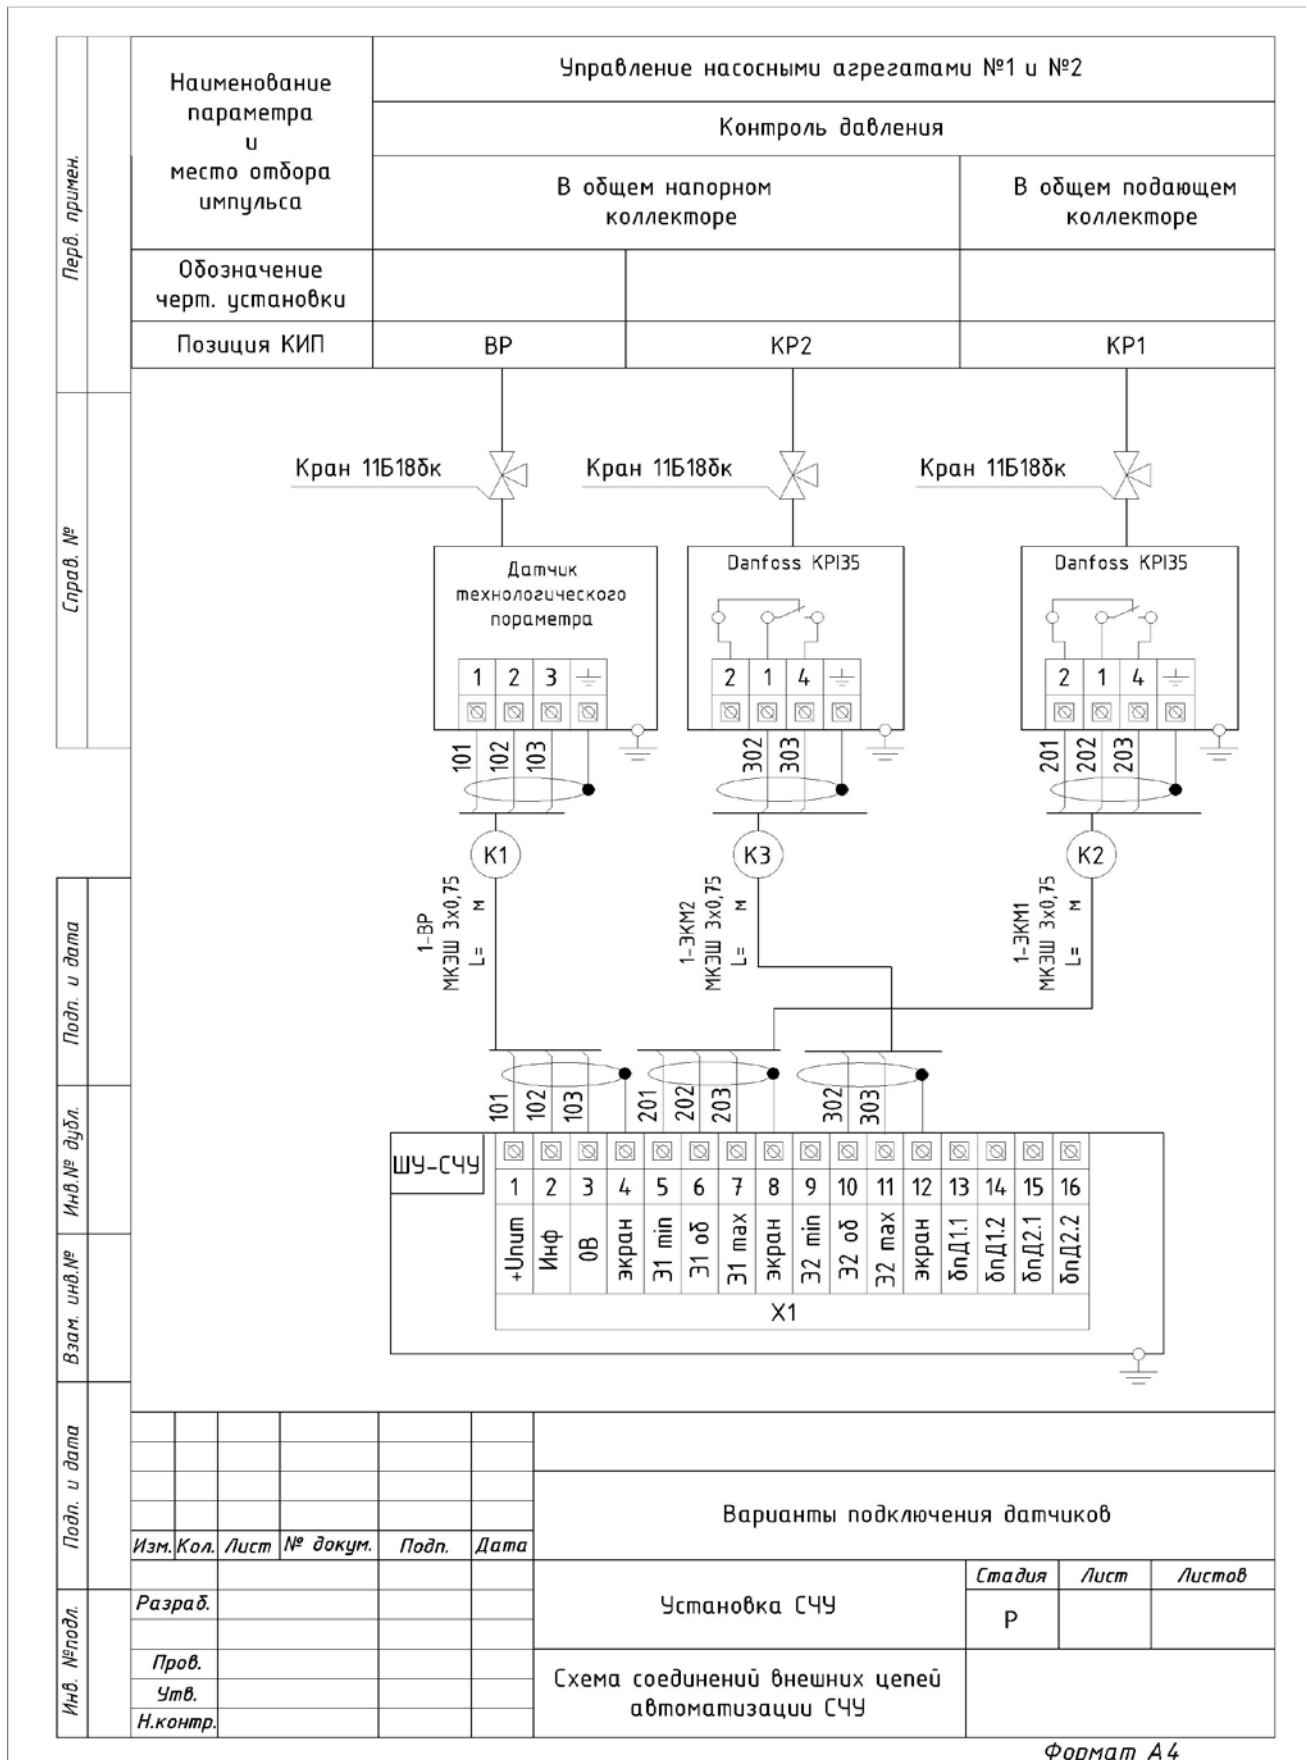 Наименование
параметра
и
место отбора
импульса
Управление насосными агрегатами №1 и №2
Контроль давления
В общем напорном
коллекторе
В общем подающем
коллекторе
Обозначение
черт. установки
Позиция КИП
ВР
КР2
КР1
Перв. примен.
Справ. №
Кран 11Б18бк
Кран 11Б18бк
Кран 11Б18бк
Датчик
технологического
пораметра
Danfoss KPI35
Danfoss KPI35
1 2 3
2 1 4
2 1 4
101 102 103
302 303
201 202 203
К1
К3
К2
1-ВР
МКЭШ 3х0,75
L= м
1-ЭКМ2
МКЭШ 3х0,75
L= м
1-ЭКМ1
МКЭШ 3х0,75
L= м
101 102 103 201 202 203 302 303
ШУ-СЧУ
1 2 3 4 5 6 7 8 9 10 11 12 13 14 15 16
+Uпит
Инф
0В
экран
Э1 min
Э1 об
Э1 max
экран
Э2 min
Э2 об
Э2 max
экран
бпД1.1
бпД1.2
бпД2.1
бпД2.2
Х1
Подп. и дата
Инв.№ дубл.
Взам. инв.№
Подп. и дата
Инв. №подл.
Изм. Кол. Лист № докум. Подп. Дата
Разраб.
Пров.
Утв.
Н.контр.
Варианты подключения датчиков
Установка СЧУ
Стадия Лист Листов
Р
Схема соединений внешних цепей
автоматизации СЧУ
Формат А4